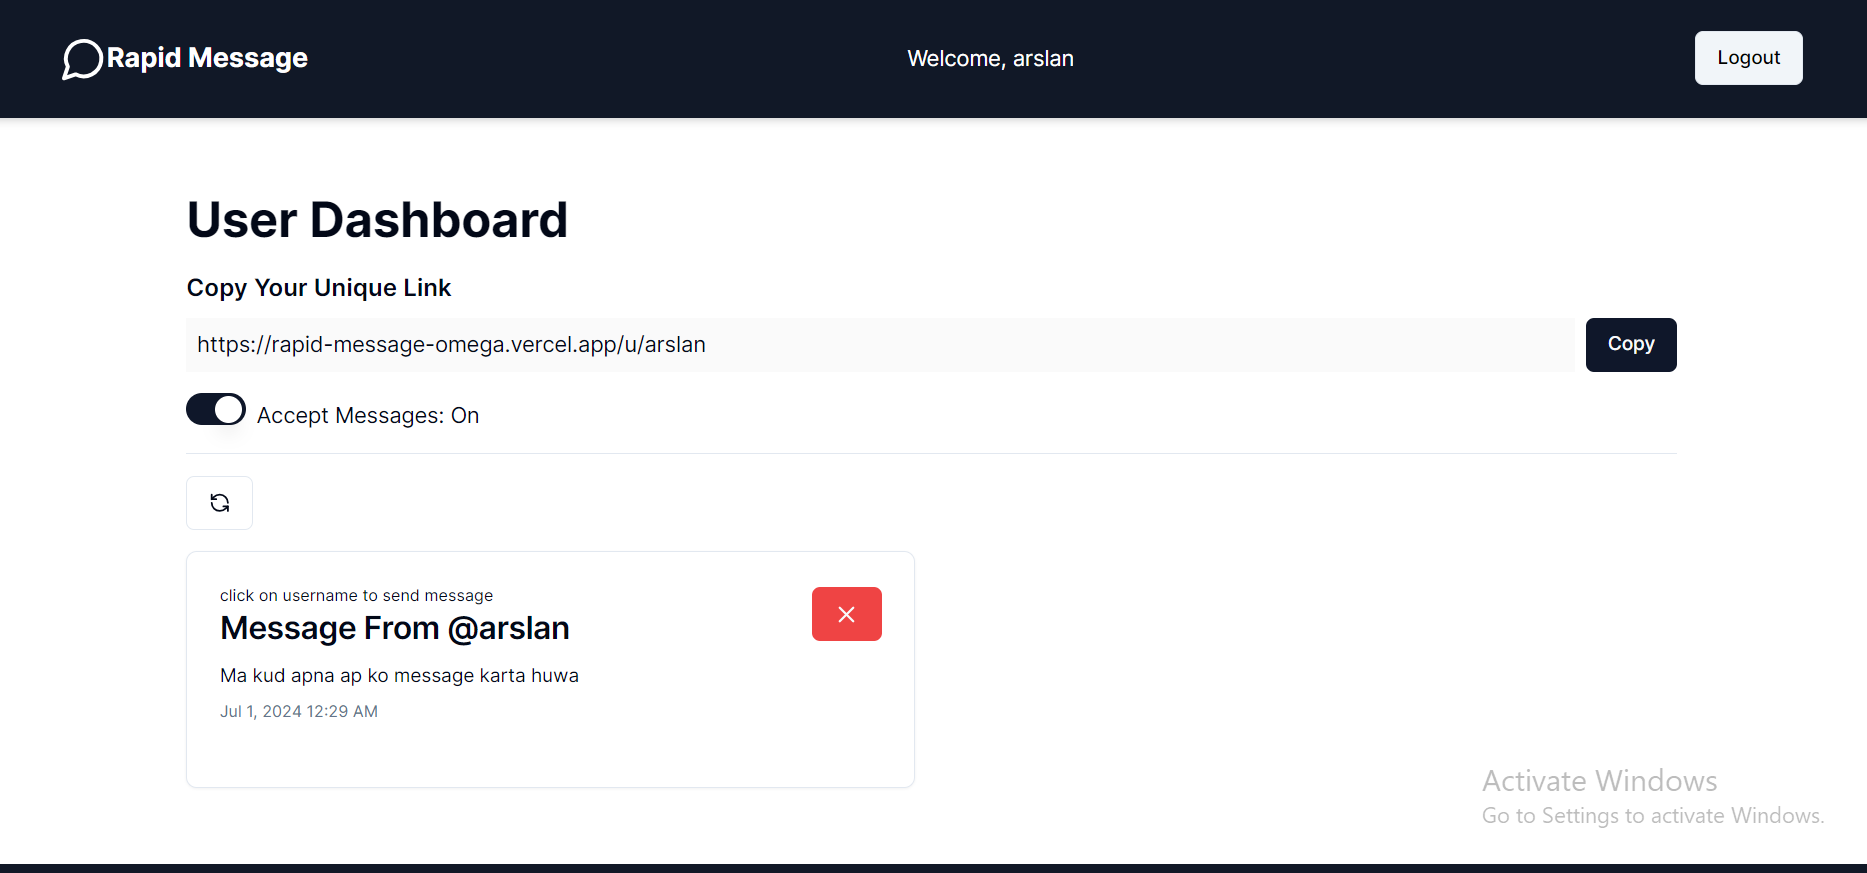 Rapid Message
Welcome, arslan
Logout
User Dashboard
Copy Your Unique Link
https://rapid-message-omega.vercel.app/u/arslan
Copy
Accept Messages: On
click on username to send message
Message From @arslan
Ma kud apna ap ko message karta huwa
Jul 1, 2024 12:29 AM
Activate Windows
Go to Settings to activate Windows.